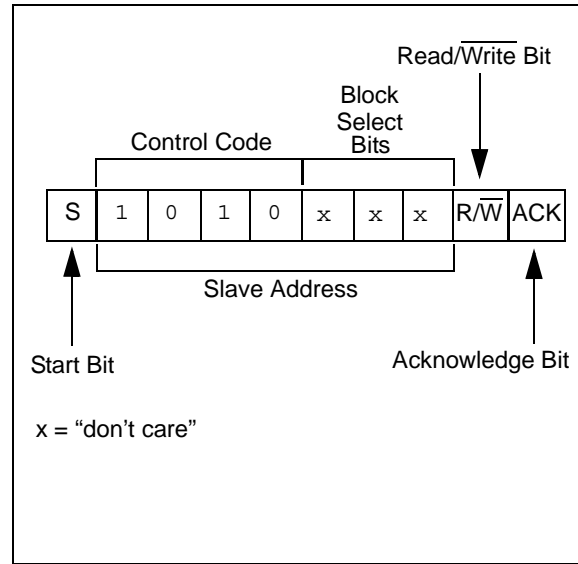 Read/Write Bit
Block
Select
Bits
Control Code
S 1 0 1 0 x x x R/W ACK
Slave Address
Start Bit
Acknowledge Bit
x = “don’t care”